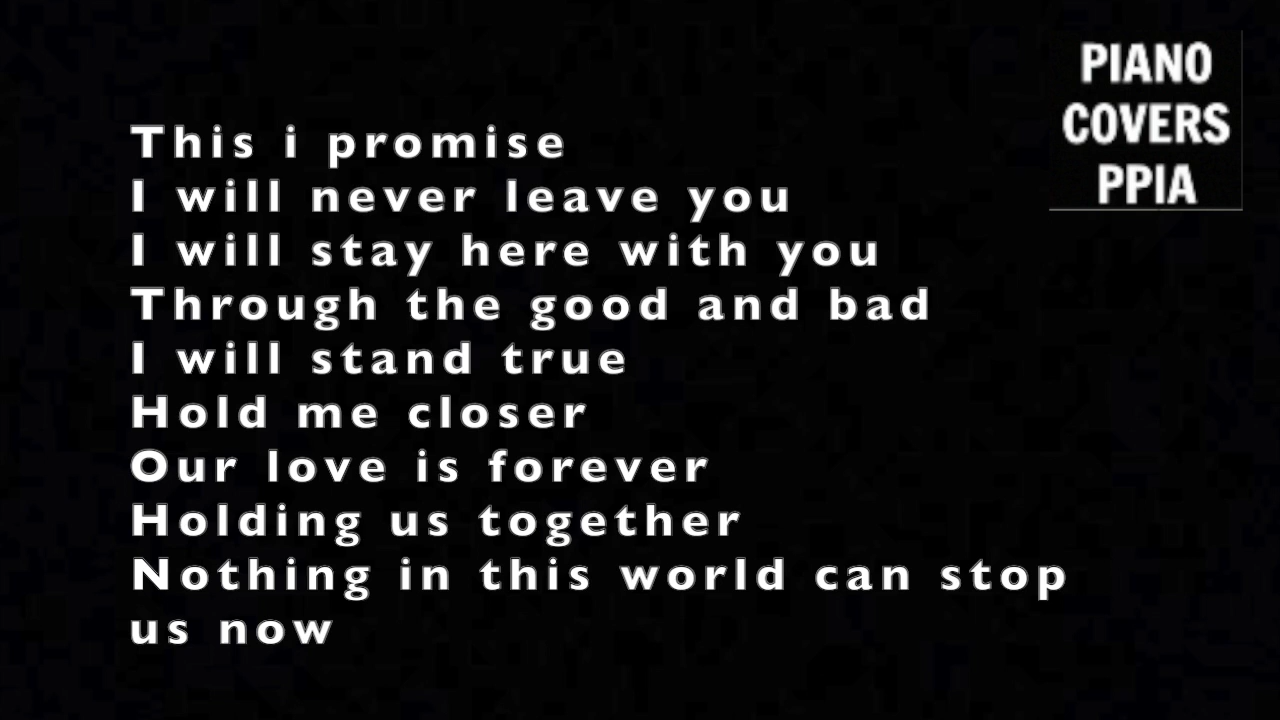 PIANO
COVERS
PPIA
This i promise
I will never leave you
I will stay here with you
Through the good and bad
I will stand true
Hold me closer
Our love is forever
Holding us together
Nothing in this world can stop
us now